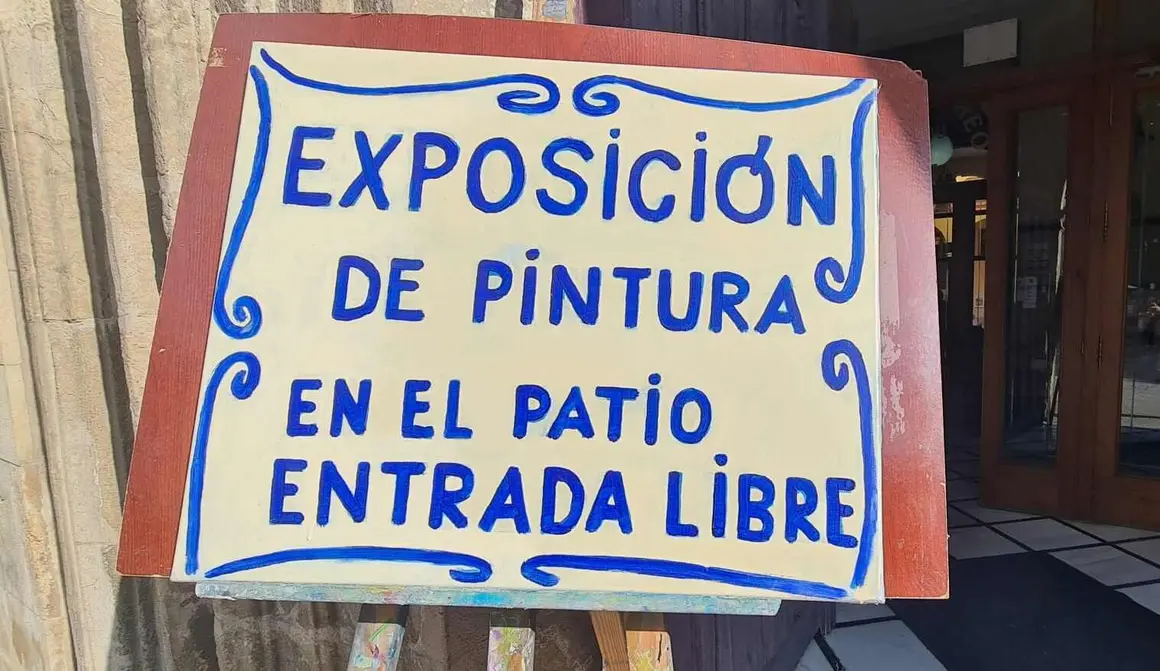 EXPOSICIÓN
DE PINTURA
EN EL PATIO
ENTRADA LIBRE